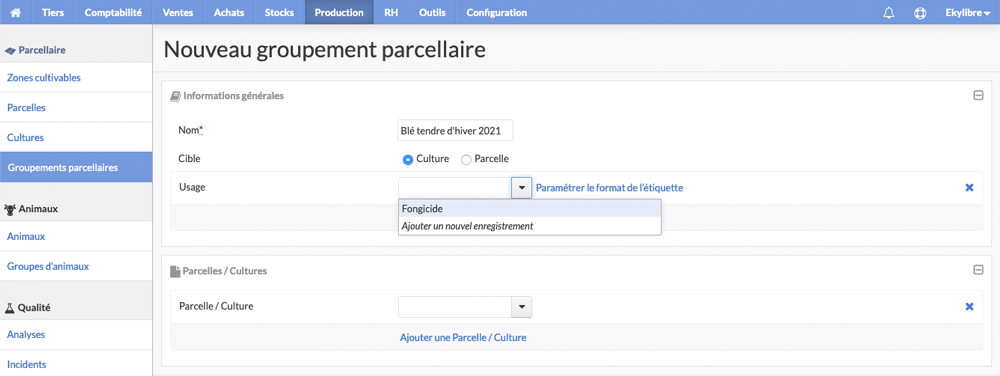 Tiers Comptabilité Ventes Achats Stocks Production RH Outils Configuration Ekylibre
Parcellaire
Zones cultivables
Parcelles
Cultures
Groupements parcellaires
Animaux
Animaux
Groupes d'animaux
Qualité
Analyses
Incidents
Nouveau groupement parcellaire
Informations générales
Nom*
Blé tendre d'hiver 2021
Cible
Culture Parcelle
Usage
Paramétrer le format de l'étiquette
Fongicide
Ajouter un nouvel enregistrement
Parcelles / Cultures
Parcelle / Culture
Ajouter une Parcelle / Culture